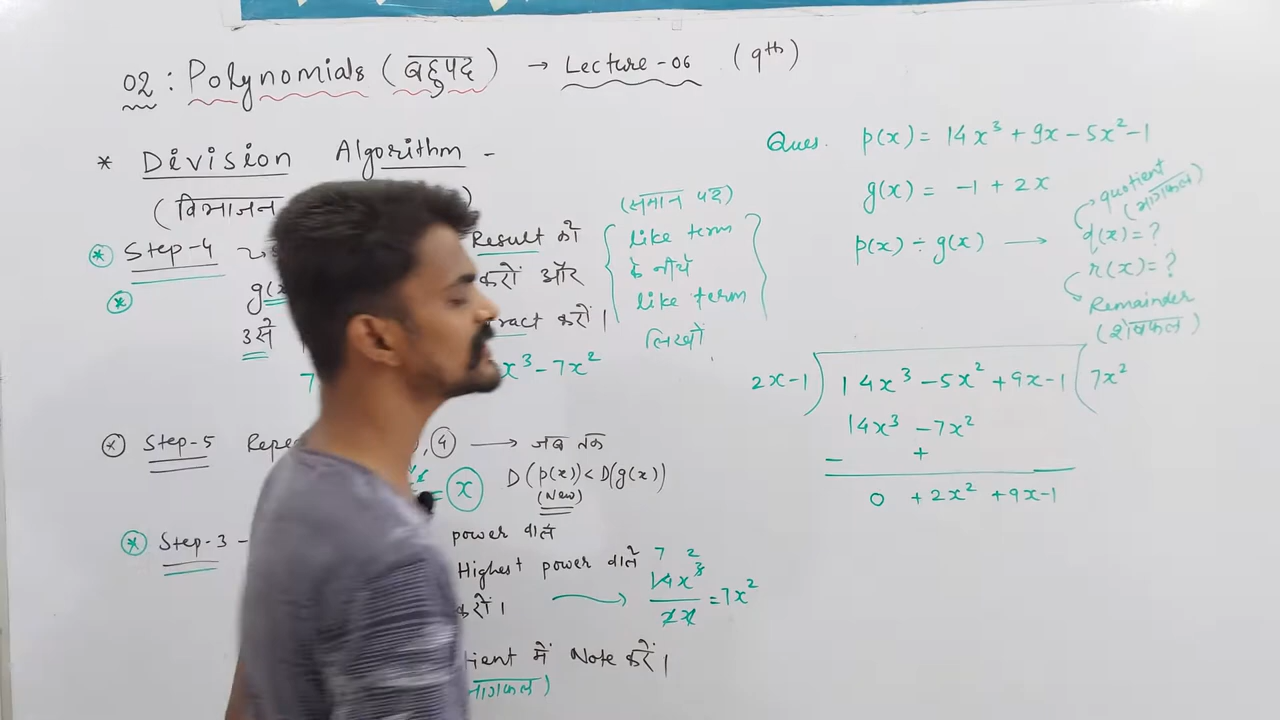 02 : Polynomials (बहुपद) → Lecture-06 (9th)
* Division Algorithm -
(विभाजन
* Step-4
Result को
करों और
g(x
उसे
tract करों।
x³ - 7x²
(समान पद)
like term
के नीचे
like term
लिखों
* Step-5 Repe , 4 → जब तक
x D(p(x)) < D(g(x))
(New)
* Step-3 - power वाले
Highest power वाले
करों। → 14x³/2x = 7x²
7 2
tient में Note करें।
भागफल)
Ques. p(x) = 14x³ + 9x - 5x² - 1
g(x) = -1 + 2x
p(x) ÷ g(x) → q(x) = ?
quotient
(भागफल)
r(x) = ?
Remainder
(शेषफल)
2x-1 ) 14x³ - 5x² + 9x - 1 ( 7x²
14x³ - 7x²
- +
0 + 2x² + 9x - 1